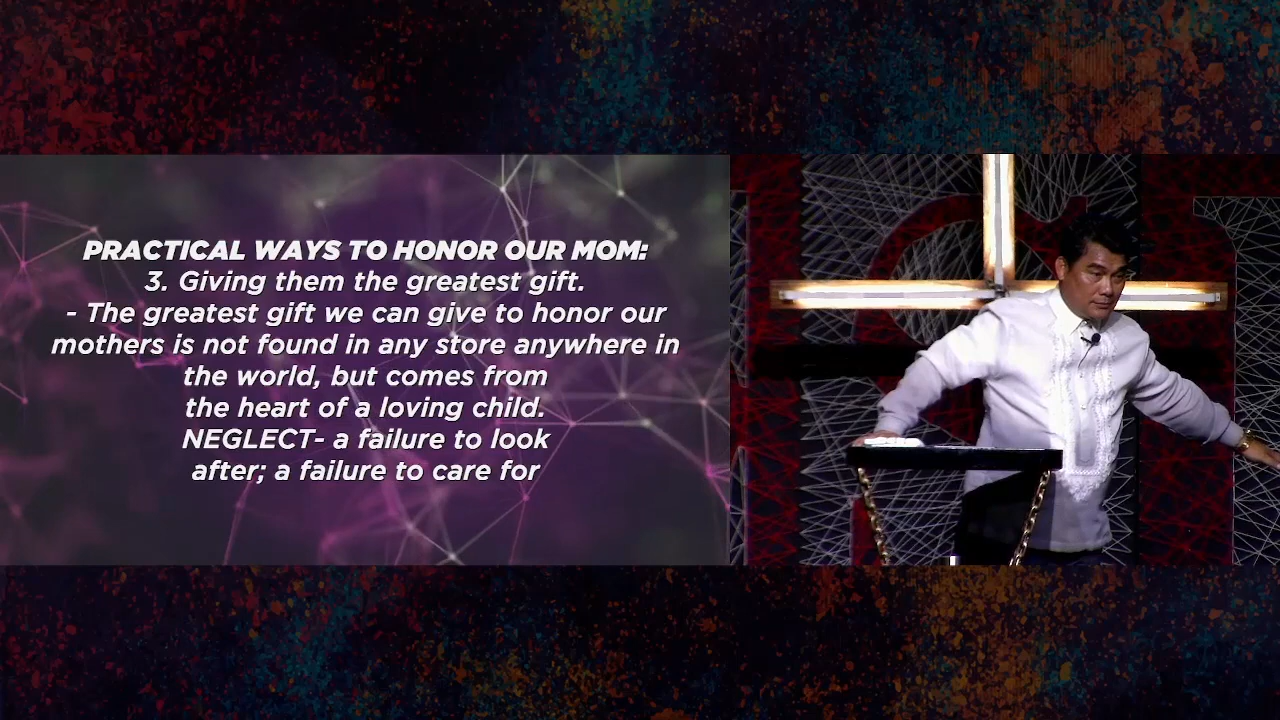 PRACTICAL WAYS TO HONOR OUR MOM:
3. Giving them the greatest gift.
- The greatest gift we can give to honor our
mothers is not found in any store anywhere in
the world, but comes from
the heart of a loving child.
NEGLECT- a failure to look
after; a failure to care for